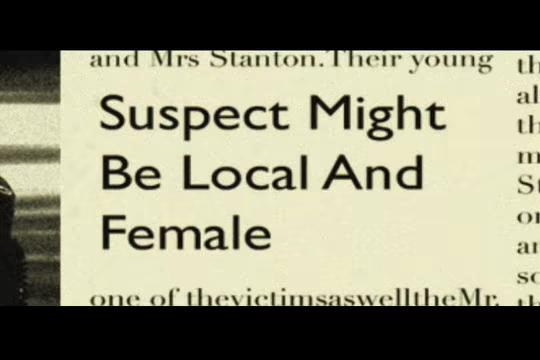 and Mrs Stanton.Their young
Suspect Might
Be Local And
Female
one of thevictimsaswelltheMr.